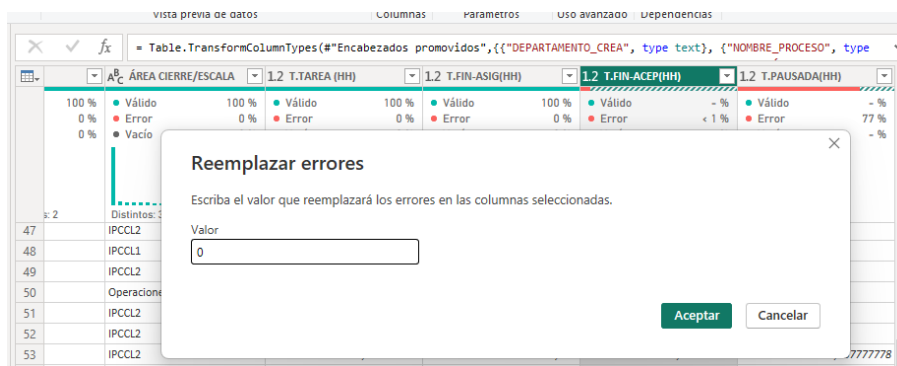 Vista previa de datos Columnas Parámetros Uso avanzado Dependencias
fx = Table.TransformColumnTypes(#"Encabezados promovidos",{{"DEPARTAMENTO_CREA", type text}, {"NOMBRE_PROCESO", type
ABC ÁREA CIERRE/ESCALA 1.2 T.TAREA (HH) 1.2 T.FIN-ASIG(HH) 1.2 T.FIN-ACEP(HH) 1.2 T.PAUSADA(HH)
100 % Válido 100 % Válido 100 % Válido 100 % Válido - % Válido - %
0 % Error 0 % Error 0 % Error 0 % Error < 1 % Error 77 %
0 % Vacío - %
Reemplazar errores
Escriba el valor que reemplazará los errores en las columnas seleccionadas.
s: 2 Distintos: 3
Valor
0
47 IPCCL2
48 IPCCL1
49 IPCCL2
50 Operacione
51 IPCCL2
Aceptar Cancelar
52 IPCCL2
53 IPCCL2 7777778